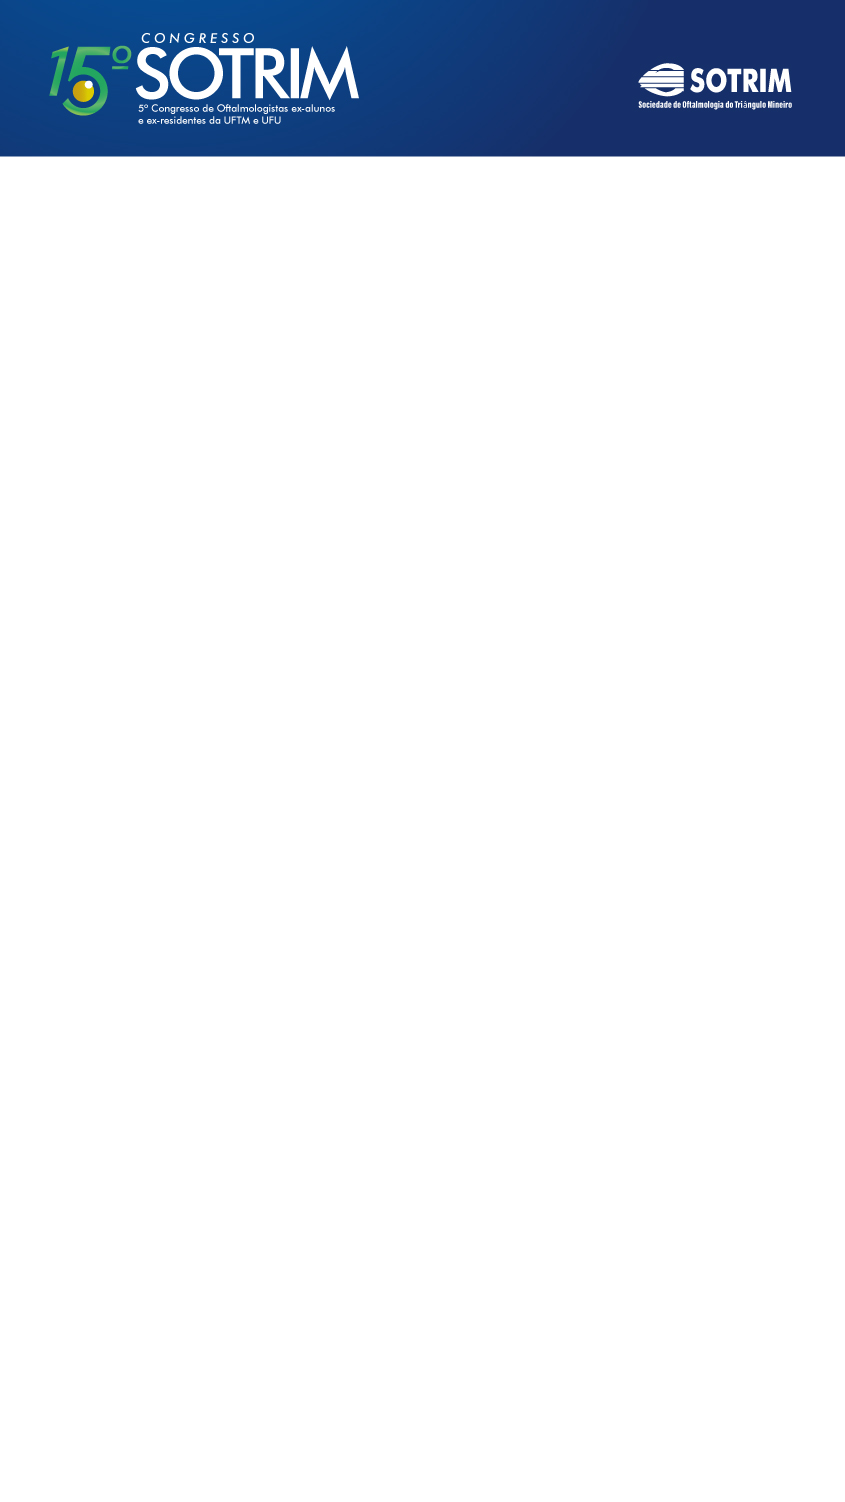 15º
CONGRESSO
SOTRIM
5º Congresso de Oftalmologistas ex-alunos
e ex-residentes da UFTM e UFU
SOTRIM
Sociedade de Oftalmologia do Triângulo Mineiro